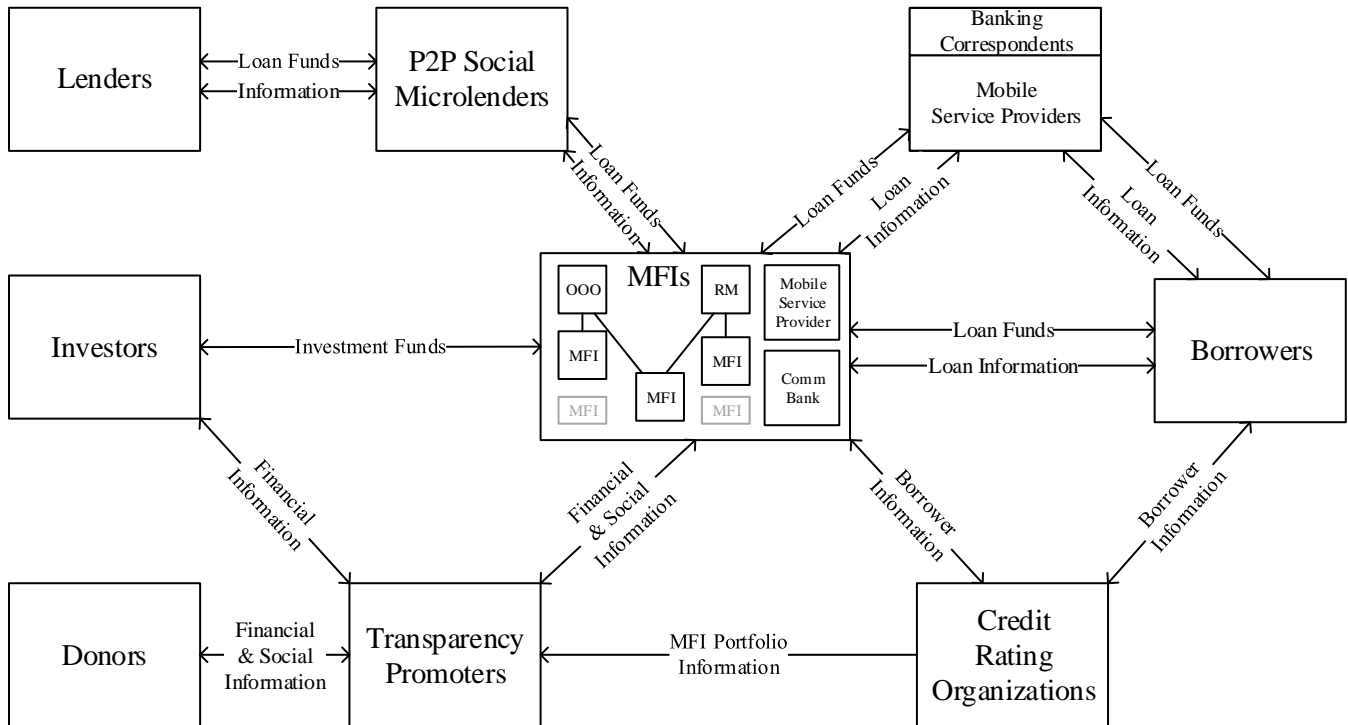 Lenders
Loan Funds
Information
P2P Social
Microlenders
Banking
Correspondents
Mobile
Service Providers
Loan Funds
Information
Loan Funds
Loan
Information
Loan
Information
Loan Funds
Investors
Investment Funds
MFIs
OOO
RM
Mobile
Service
Provider
MFI
MFI
MFI
Comm
Bank
MFI
MFI
Loan Funds
Loan Information
Borrowers
Financial
Information
Financial
& Social
Information
Borrower
Information
Borrower
Information
Donors
Financial
& Social
Information
Transparency
Promoters
MFI Portfolio
Information
Credit
Rating
Organizations